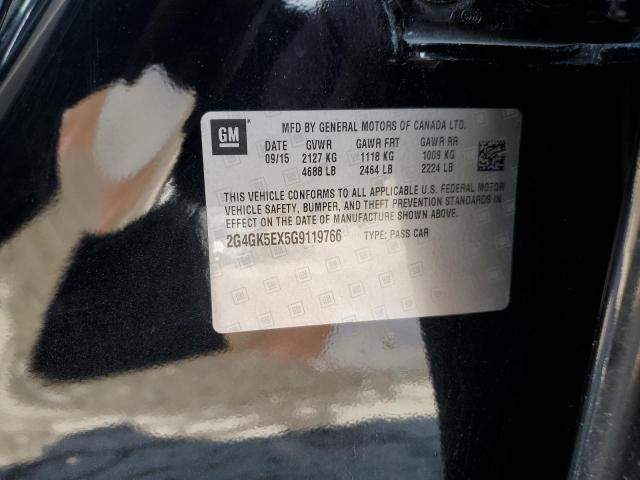 GM
MFD BY GENERAL MOTORS OF CANADA LTD.
DATE GVWR GAWR FRT GAWR RR
09/15 2127 KG 1118 KG 1009 KG
4688 LB 2464 LB 2224 LB
THIS VEHICLE CONFORMS TO ALL APPLICABLE U.S. FEDERAL MOTOR
VEHICLE SAFETY, BUMPER, AND THEFT PREVENTION STANDARDS IN
EFFECT ON THE DATE OF MANUFACTURE SHOWN ABOVE.
2G4GK5EX5G9119766 TYPE: PASS CAR